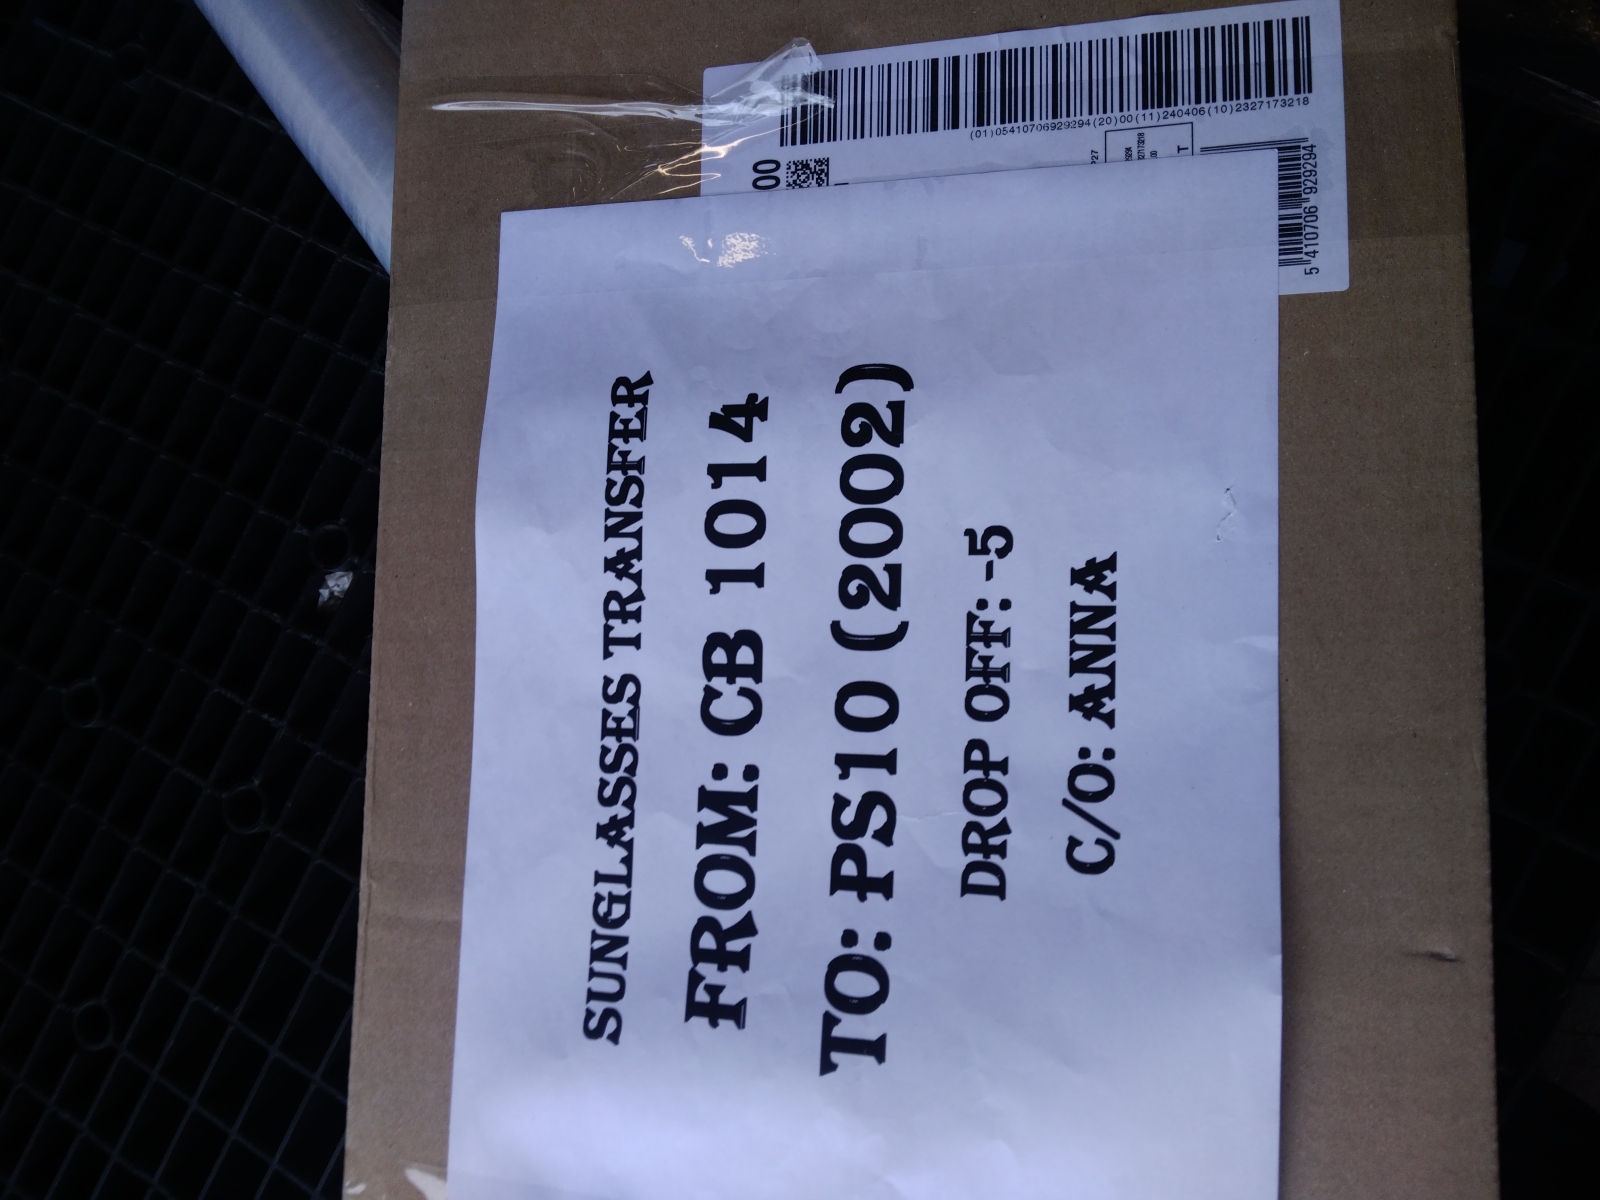 SUNGLASSES TRANSFER
FROM: CB 1014
TO: PS10 (2002)
DROP OFF: -5
C/O: ANNA
(01)05410706929294(20)00(11)240406(10)2327173218
00
T
5 410706 929294